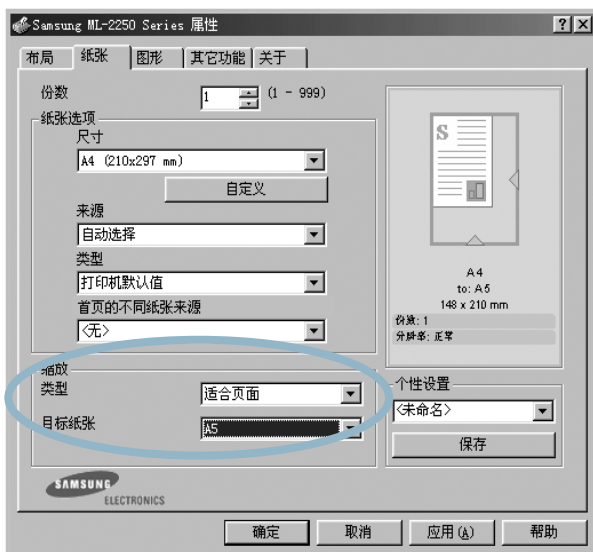 Samsung ML-2250 Series 属性
布局 纸张 图形 其它功能 关于
份数
1
(1 - 999)
纸张选项
尺寸
A4 (210x297 mm)
自定义
来源
自动选择
类型
打印机默认值
首页的不同纸张来源
<无>
缩放
类型
适合页面
目标纸张
A5
S
A4
to: A5
148 x 210 mm
份数: 1
分辨率: 正常
个性设置
<未命名>
保存
SAMSUNG
ELECTRONICS
确定 取消 应用(A) 帮助